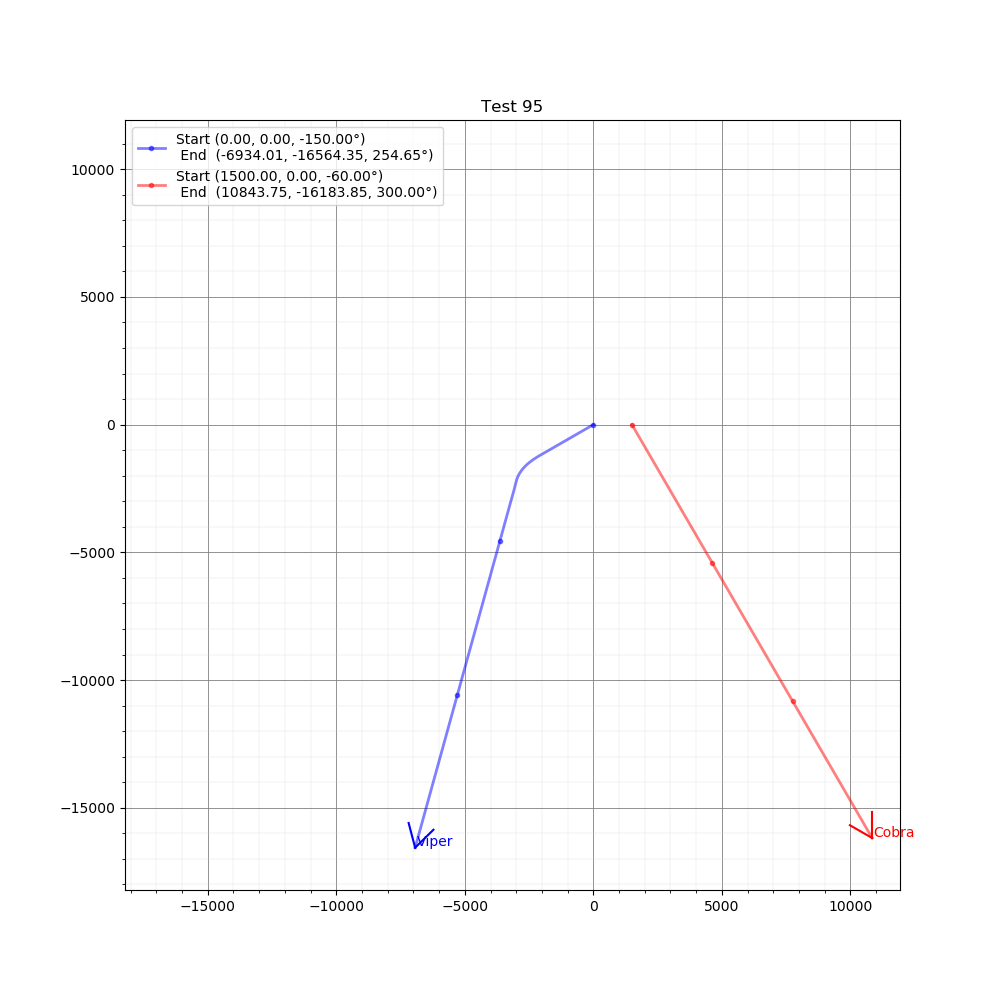 Test 95
Start (0.00, 0.00, -150.00°)
End (-6934.01, -16564.35, 254.65°)
Start (1500.00, 0.00, -60.00°)
End (10843.75, -16183.85, 300.00°)
10000
5000
0
−5000
−10000
−15000
Viper
Cobra
−15000
−10000
−5000
0
5000
10000